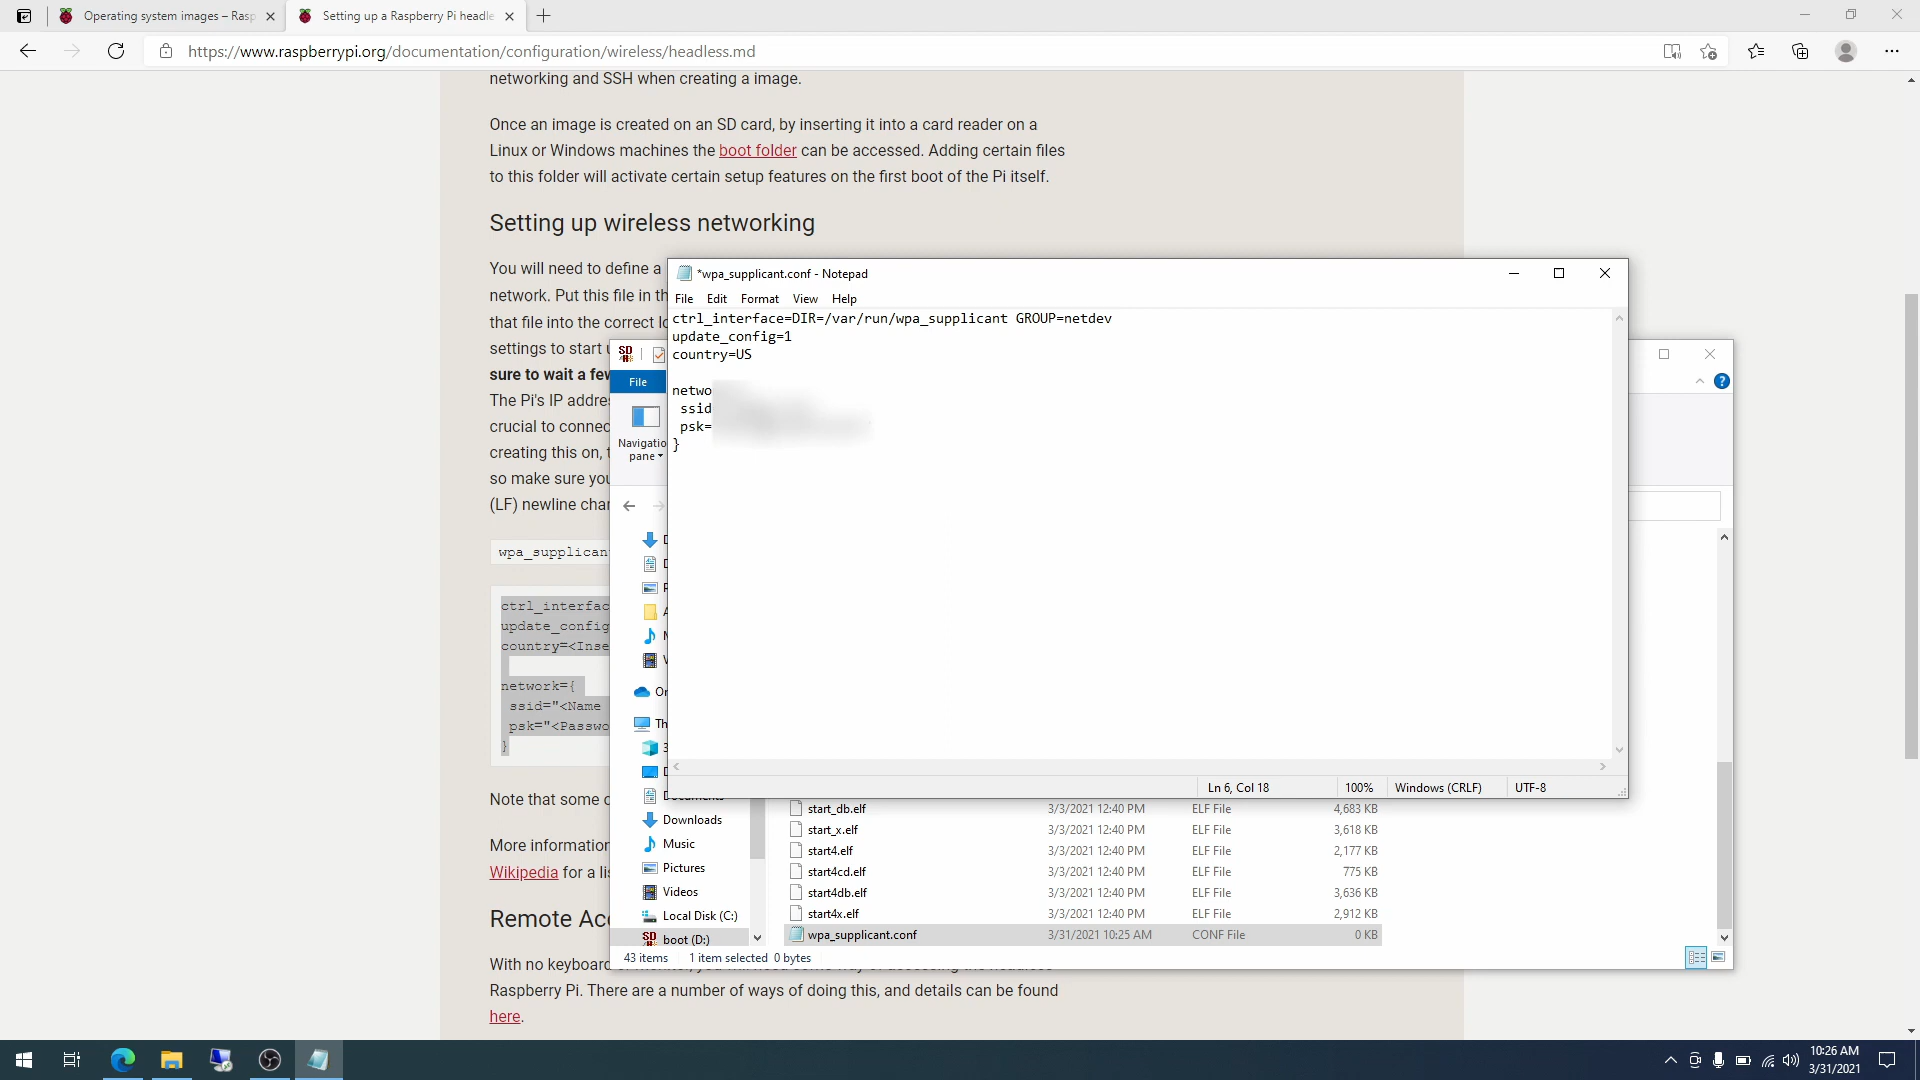 Operating system images – Rasp
Setting up a Raspberry Pi headle
https://www.raspberrypi.org/documentation/configuration/wireless/headless.md
networking and SSH when creating a image.
Once an image is created on an SD card, by inserting it into a card reader on a
Linux or Windows machines the boot folder can be accessed. Adding certain files
to this folder will activate certain setup features on the first boot of the Pi itself.
Setting up wireless networking
You will need to define a
network. Put this file in th
that file into the correct lo
settings to start u
sure to wait a few
The Pi's IP addre
crucial to connec
creating this on, t
so make sure you
(LF) newline char
wpa_supplican
ctrl_interfac
update_config
country=<Inse
network={
ssid="<Name
psk="<Passwo
}
Note that some
More information
Wikipedia for a lis
Remote Acc
With no keyboard
Raspberry Pi. There are a number of ways of doing this, and details can be found
here.
*wpa_supplicant.conf - Notepad
File Edit Format View Help
ctrl_interface=DIR=/var/run/wpa_supplicant GROUP=netdev
update_config=1
country=US
netwo
ssid
psk=
}
Ln 6, Col 18 100% Windows (CRLF) UTF-8
File
Navigatio
pane
On
Th
3
Downloads
Music
Pictures
Videos
Local Disk (C:)
boot (D:)
start_db.elf 3/3/2021 12:40 PM ELF File 4,683 KB
start_x.elf 3/3/2021 12:40 PM ELF File 3,618 KB
start4.elf 3/3/2021 12:40 PM ELF File 2,177 KB
start4cd.elf 3/3/2021 12:40 PM ELF File 775 KB
start4db.elf 3/3/2021 12:40 PM ELF File 3,636 KB
start4x.elf 3/3/2021 12:40 PM ELF File 2,912 KB
wpa_supplicant.conf 3/31/2021 10:25 AM CONF File 0 KB
43 items 1 item selected 0 bytes
10:26 AM
3/31/2021